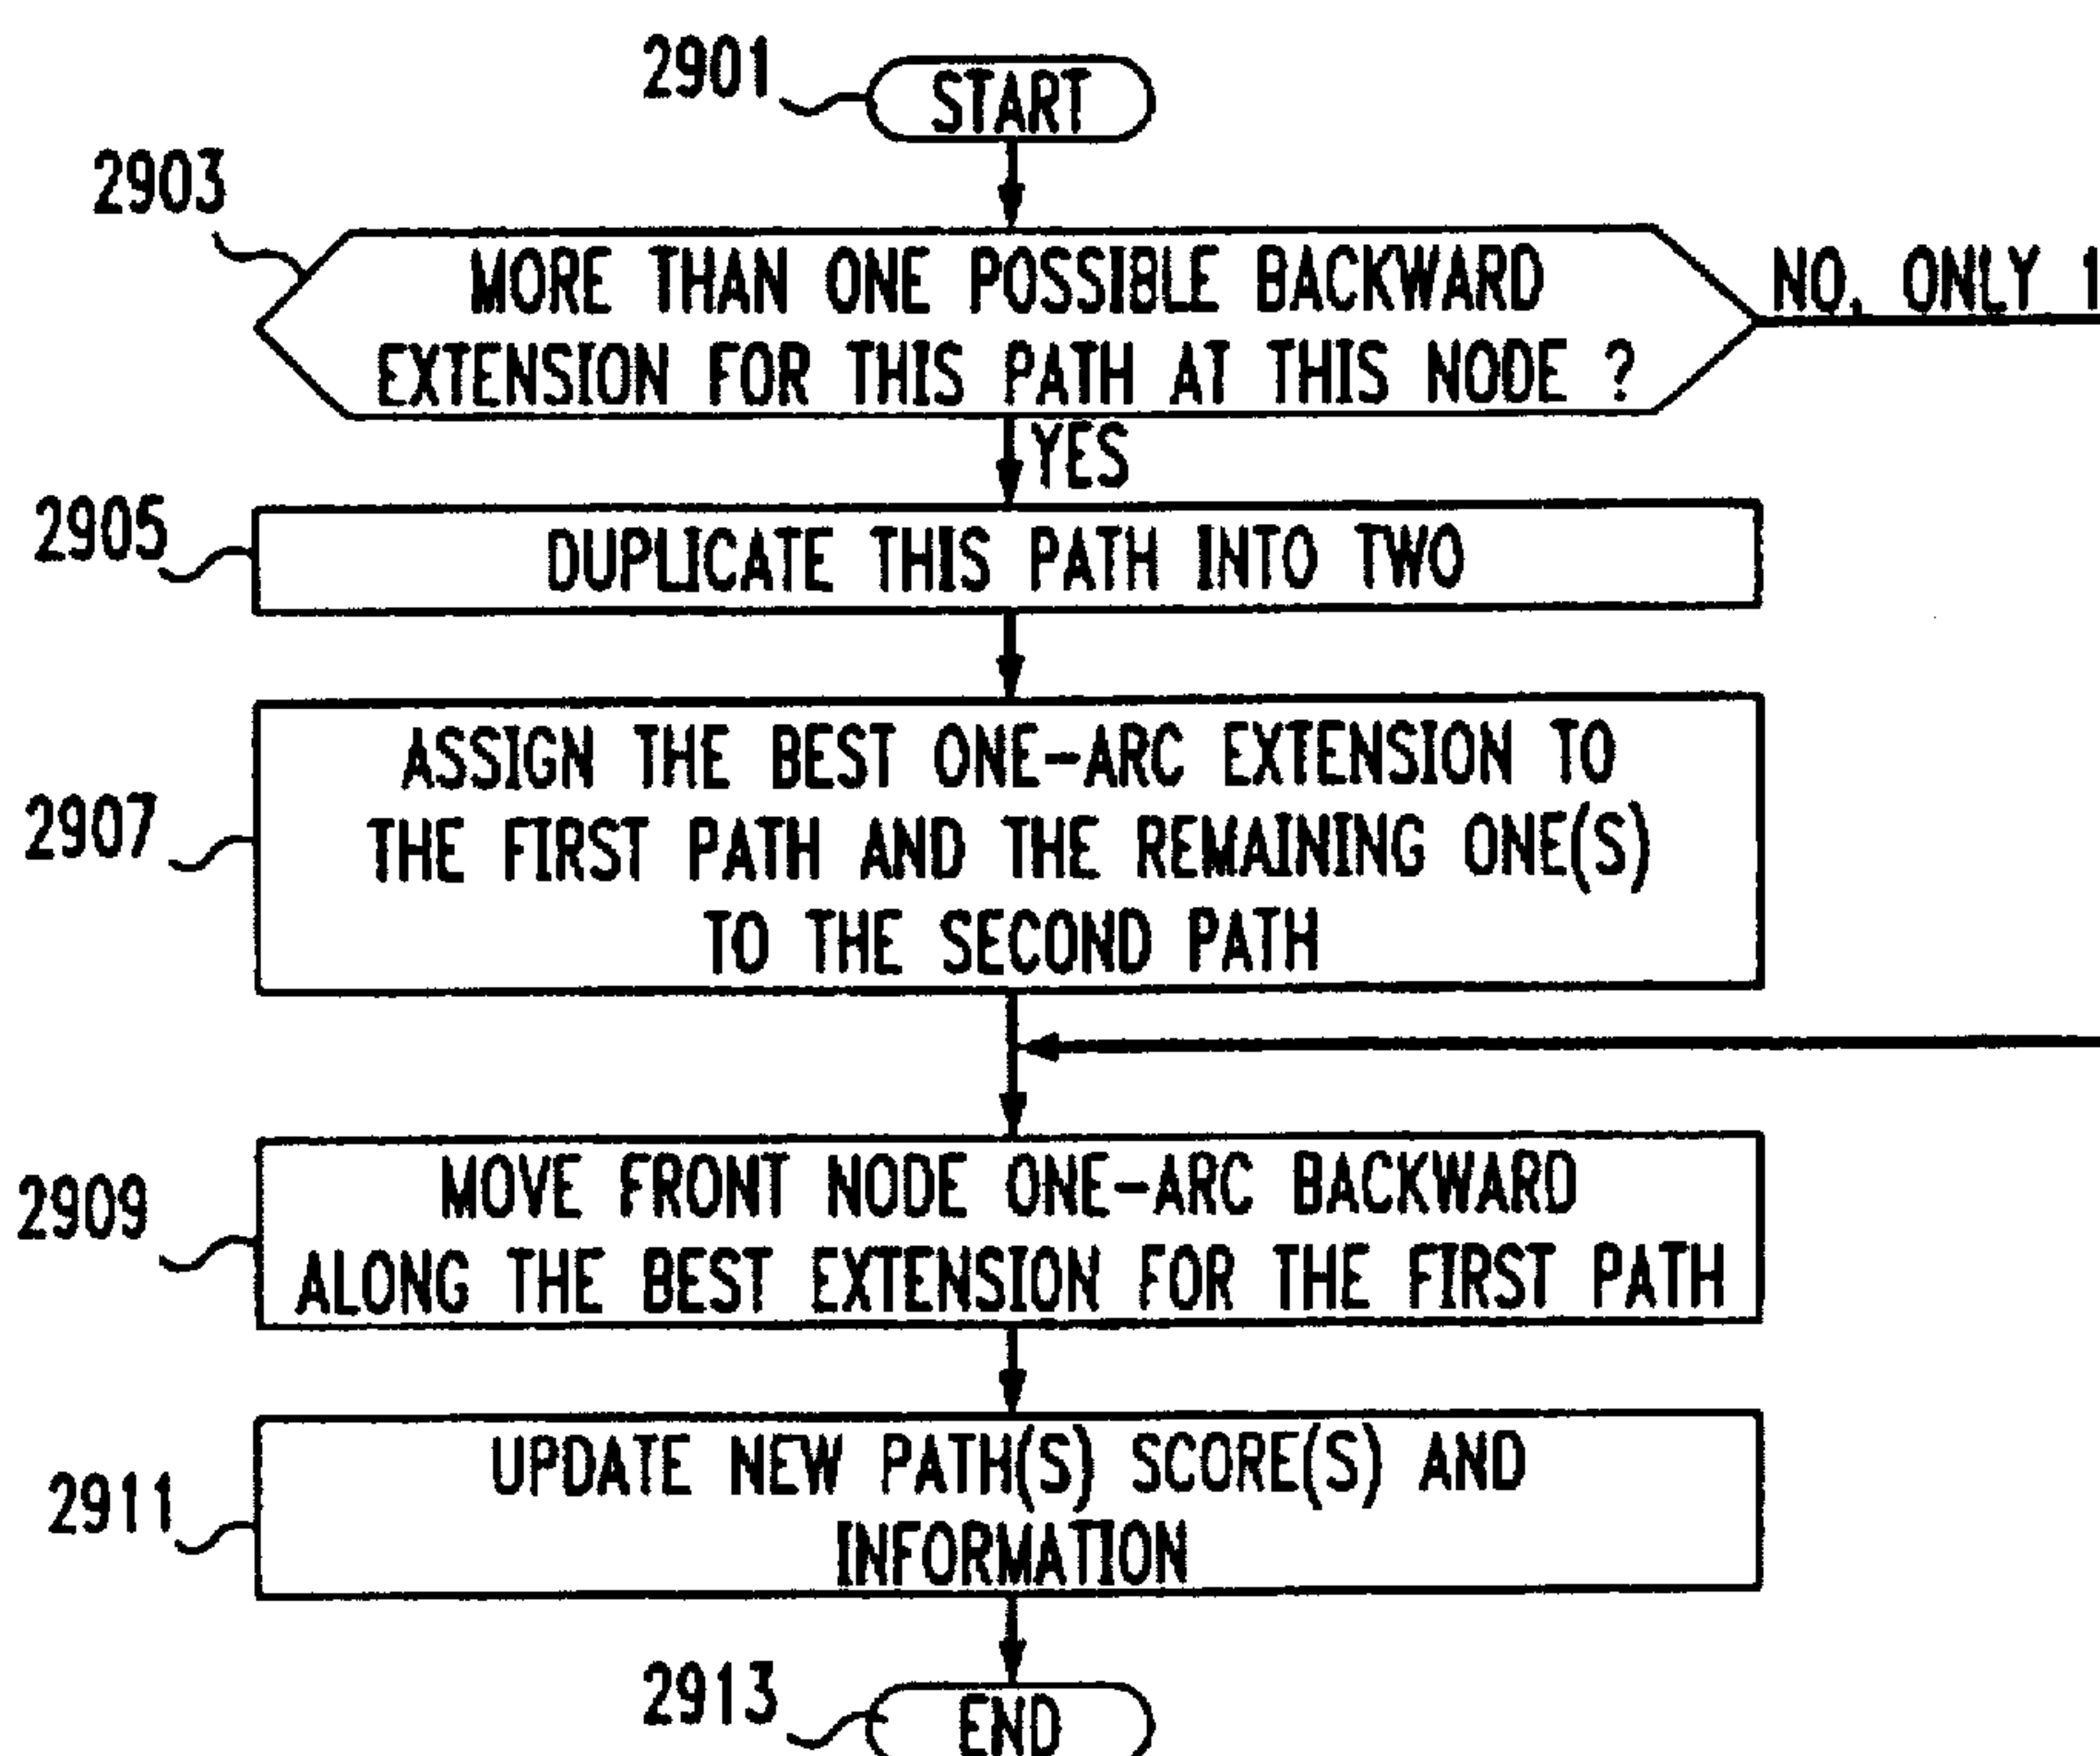 2901
START
2903
MORE THAN ONE POSSIBLE BACKWARD
EXTENSION FOR THIS PATH AT THIS NODE ?
NO, ONLY 1
YES
2905
DUPLICATE THIS PATH INTO TWO
2907
ASSIGN THE BEST ONE-ARC EXTENSION TO
THE FIRST PATH AND THE REMAINING ONE(S)
TO THE SECOND PATH
2909
MOVE FRONT NODE ONE-ARC BACKWARD
ALONG THE BEST EXTENSION FOR THE FIRST PATH
2911
UPDATE NEW PATH(S) SCORE(S) AND
INFORMATION
2913
END